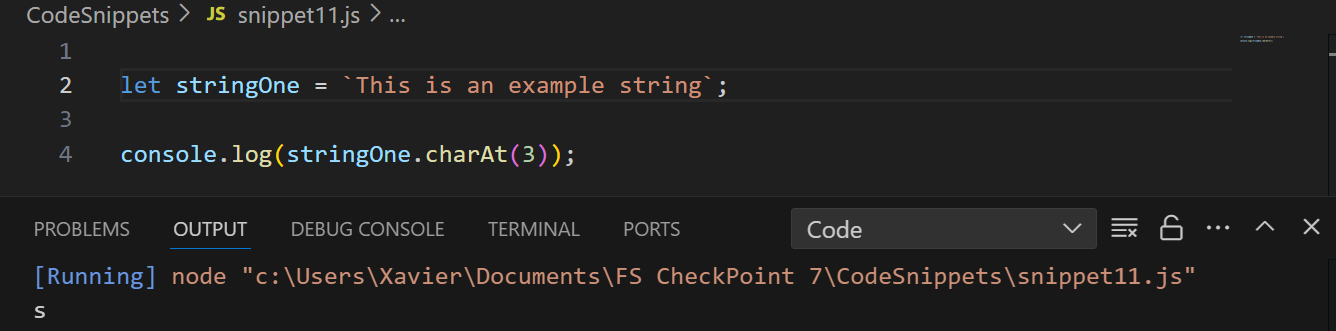 CodeSnippets > JS snippet11.js > ...
1
2 let stringOne = `This is an example string`;
3
4 console.log(stringOne.charAt(3));
PROBLEMS OUTPUT DEBUG CONSOLE TERMINAL PORTS Code
[Running] node "c:\Users\Xavier\Documents\FS CheckPoint 7\CodeSnippets\snippet11.js"
s